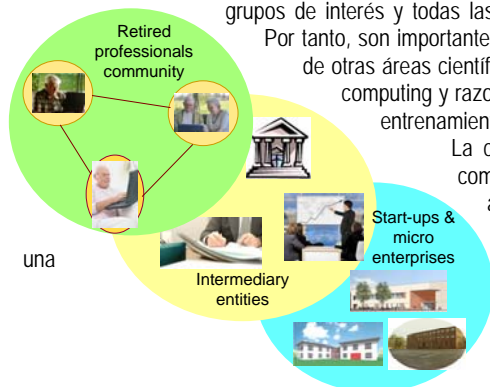 grupos de interés y todas las
Por tanto, son importante
de otras áreas científ
computing y razo
entrenamien
La c
com
a
una
Retired
professionals
community
Intermediary
entities
Start-ups &
micro
enterprises